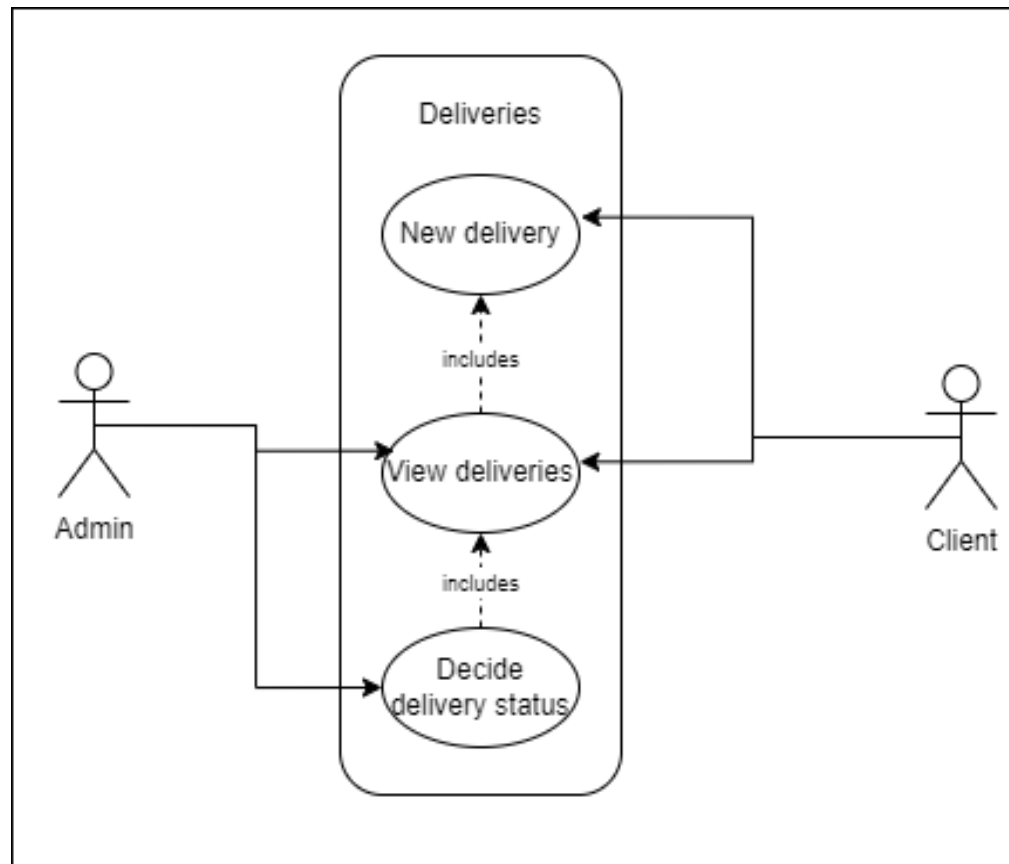 Deliveries
New delivery
includes
Admin
View deliveries
Client
includes
Decide
delivery status